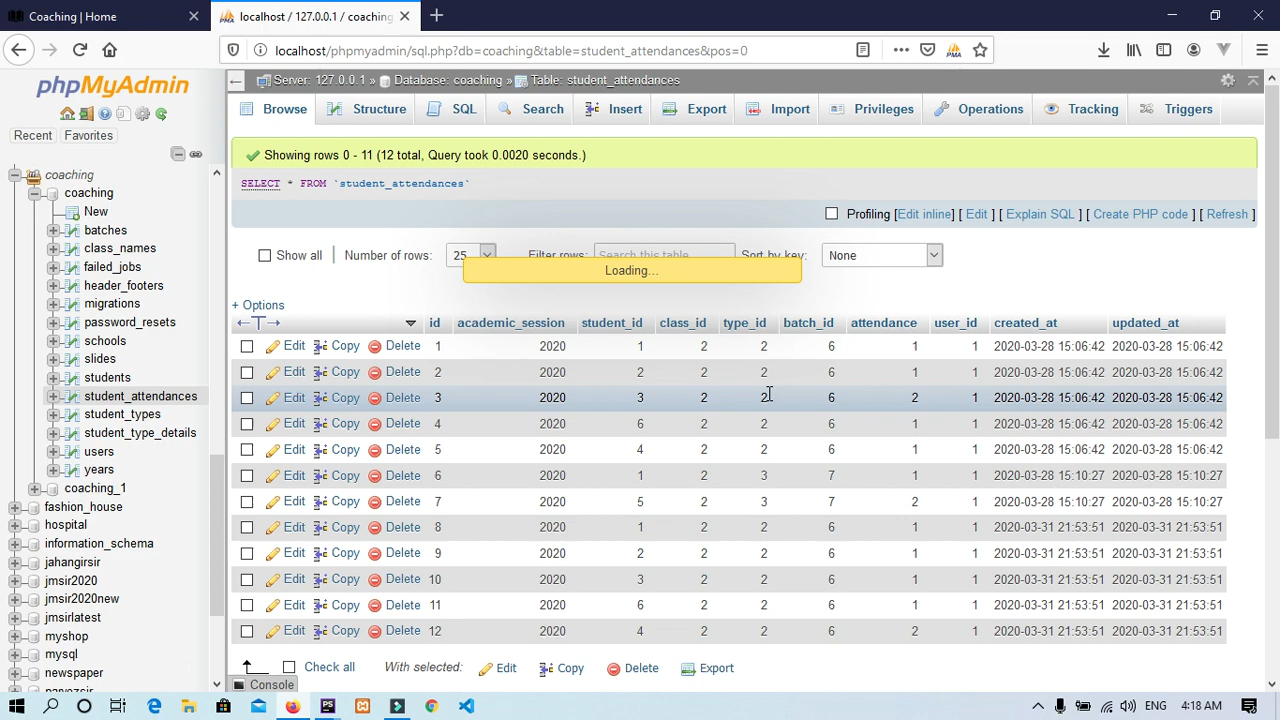 Coaching | Home
localhost / 127.0.0.1 / coaching
localhost/phpmyadmin/sql.php?db=coaching&table=student_attendances&pos=0
phpMyAdmin
Recent Favorites
coaching
coaching
New
batches
class_names
failed_jobs
header_footers
migrations
password_resets
schools
slides
students
student_attendances
student_types
student_type_details
users
years
coaching_1
fashion_house
hospital
information_schema
jahangirsir
jmsir2020
jmsir2020new
jmsirlatest
myshop
mysql
newspaper
Server: 127.0.0.1 » Database: coaching » Table: student_attendances
Browse Structure SQL Search Insert Export Import Privileges Operations Tracking Triggers
Showing rows 0 - 11 (12 total, Query took 0.0020 seconds.)
SELECT * FROM `student_attendances`
Profiling [Edit inline] [ Edit ] [ Explain SQL ] [ Create PHP code ] [ Refresh ]
Show all Number of rows: 25 Filter rows: Search this table Sort by key: None
Loading...
+ Options
id academic_session student_id class_id type_id batch_id attendance user_id created_at updated_at
Edit Copy Delete 1 2020 1 2 2 6 1 1 2020-03-28 15:06:42 2020-03-28 15:06:42
Edit Copy Delete 2 2020 2 2 2 6 1 1 2020-03-28 15:06:42 2020-03-28 15:06:42
Edit Copy Delete 3 2020 3 2 2 6 2 1 2020-03-28 15:06:42 2020-03-28 15:06:42
Edit Copy Delete 4 2020 6 2 2 6 1 1 2020-03-28 15:06:42 2020-03-28 15:06:42
Edit Copy Delete 5 2020 4 2 2 6 1 1 2020-03-28 15:06:42 2020-03-28 15:06:42
Edit Copy Delete 6 2020 1 2 3 7 1 1 2020-03-28 15:10:27 2020-03-28 15:10:27
Edit Copy Delete 7 2020 5 2 3 7 2 1 2020-03-28 15:10:27 2020-03-28 15:10:27
Edit Copy Delete 8 2020 1 2 2 6 1 1 2020-03-31 21:53:51 2020-03-31 21:53:51
Edit Copy Delete 9 2020 2 2 2 6 1 1 2020-03-31 21:53:51 2020-03-31 21:53:51
Edit Copy Delete 10 2020 3 2 2 6 1 1 2020-03-31 21:53:51 2020-03-31 21:53:51
Edit Copy Delete 11 2020 6 2 2 6 1 1 2020-03-31 21:53:51 2020-03-31 21:53:51
Edit Copy Delete 12 2020 4 2 2 6 2 1 2020-03-31 21:53:51 2020-03-31 21:53:51
Check all With selected: Edit Copy Delete Export
Console
ENG 4:18 AM